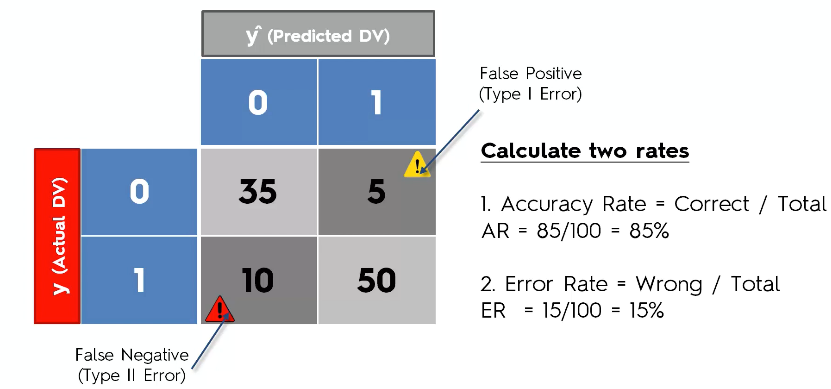 ŷ (Predicted DV)
False Positive
(Type I Error)
0 1
Calculate two rates
y (Actual DV)
0 35 5
1. Accuracy Rate = Correct / Total
AR = 85/100 = 85%
1 10 50
2. Error Rate = Wrong / Total
ER = 15/100 = 15%
False Negative
(Type II Error)